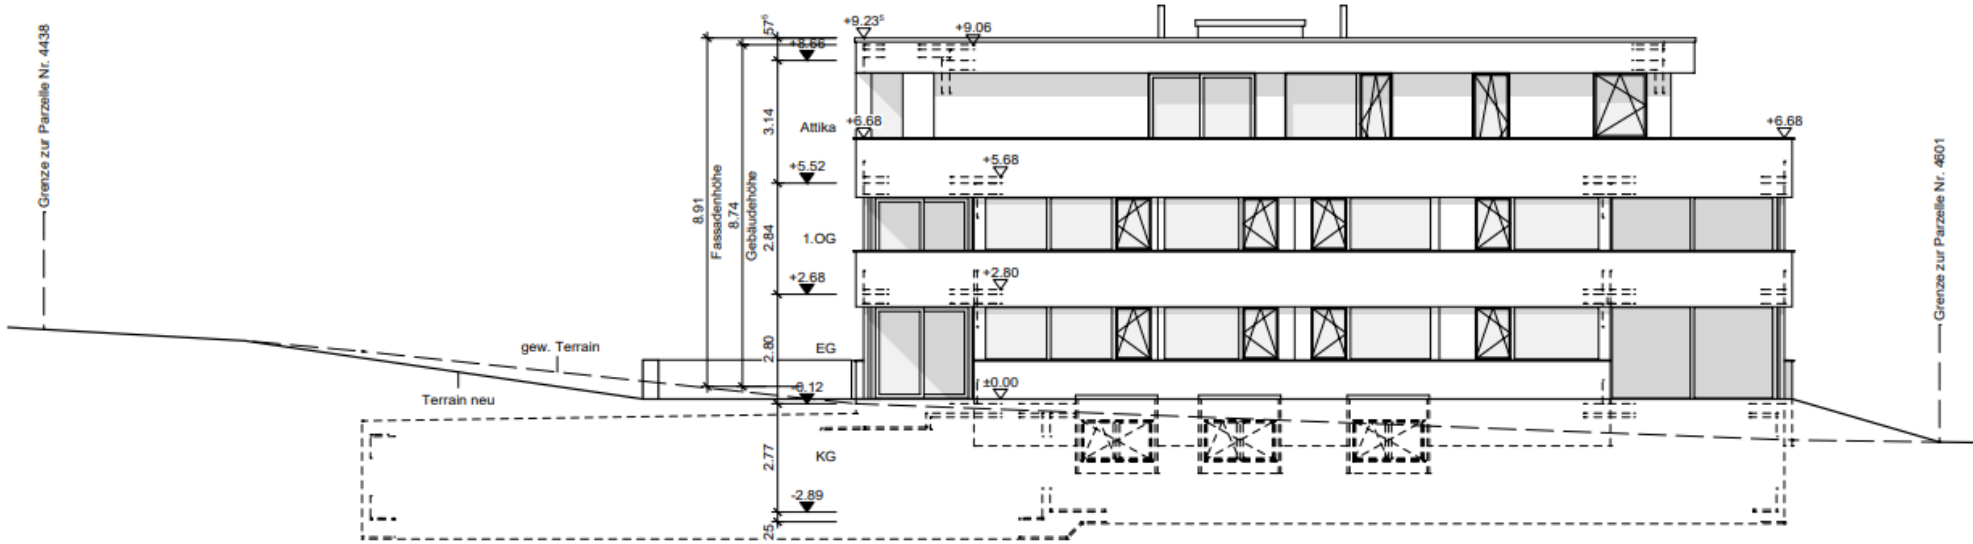 Grenze zur Parzelle Nr. 4438
8.91
Fassadenhöhe
8.74
Gebäudehöhe
57⁵
3.14
2.84
2.80
2.77
25
+9.23⁵
+9.06
+8.66
Attika
+6.68
+6.68
+5.52
+5.68
1.OG
+2.68
+2.80
EG
-0.12
±0.00
KG
-2.89
gew. Terrain
Terrain neu
Grenze zur Parzelle Nr. 4601